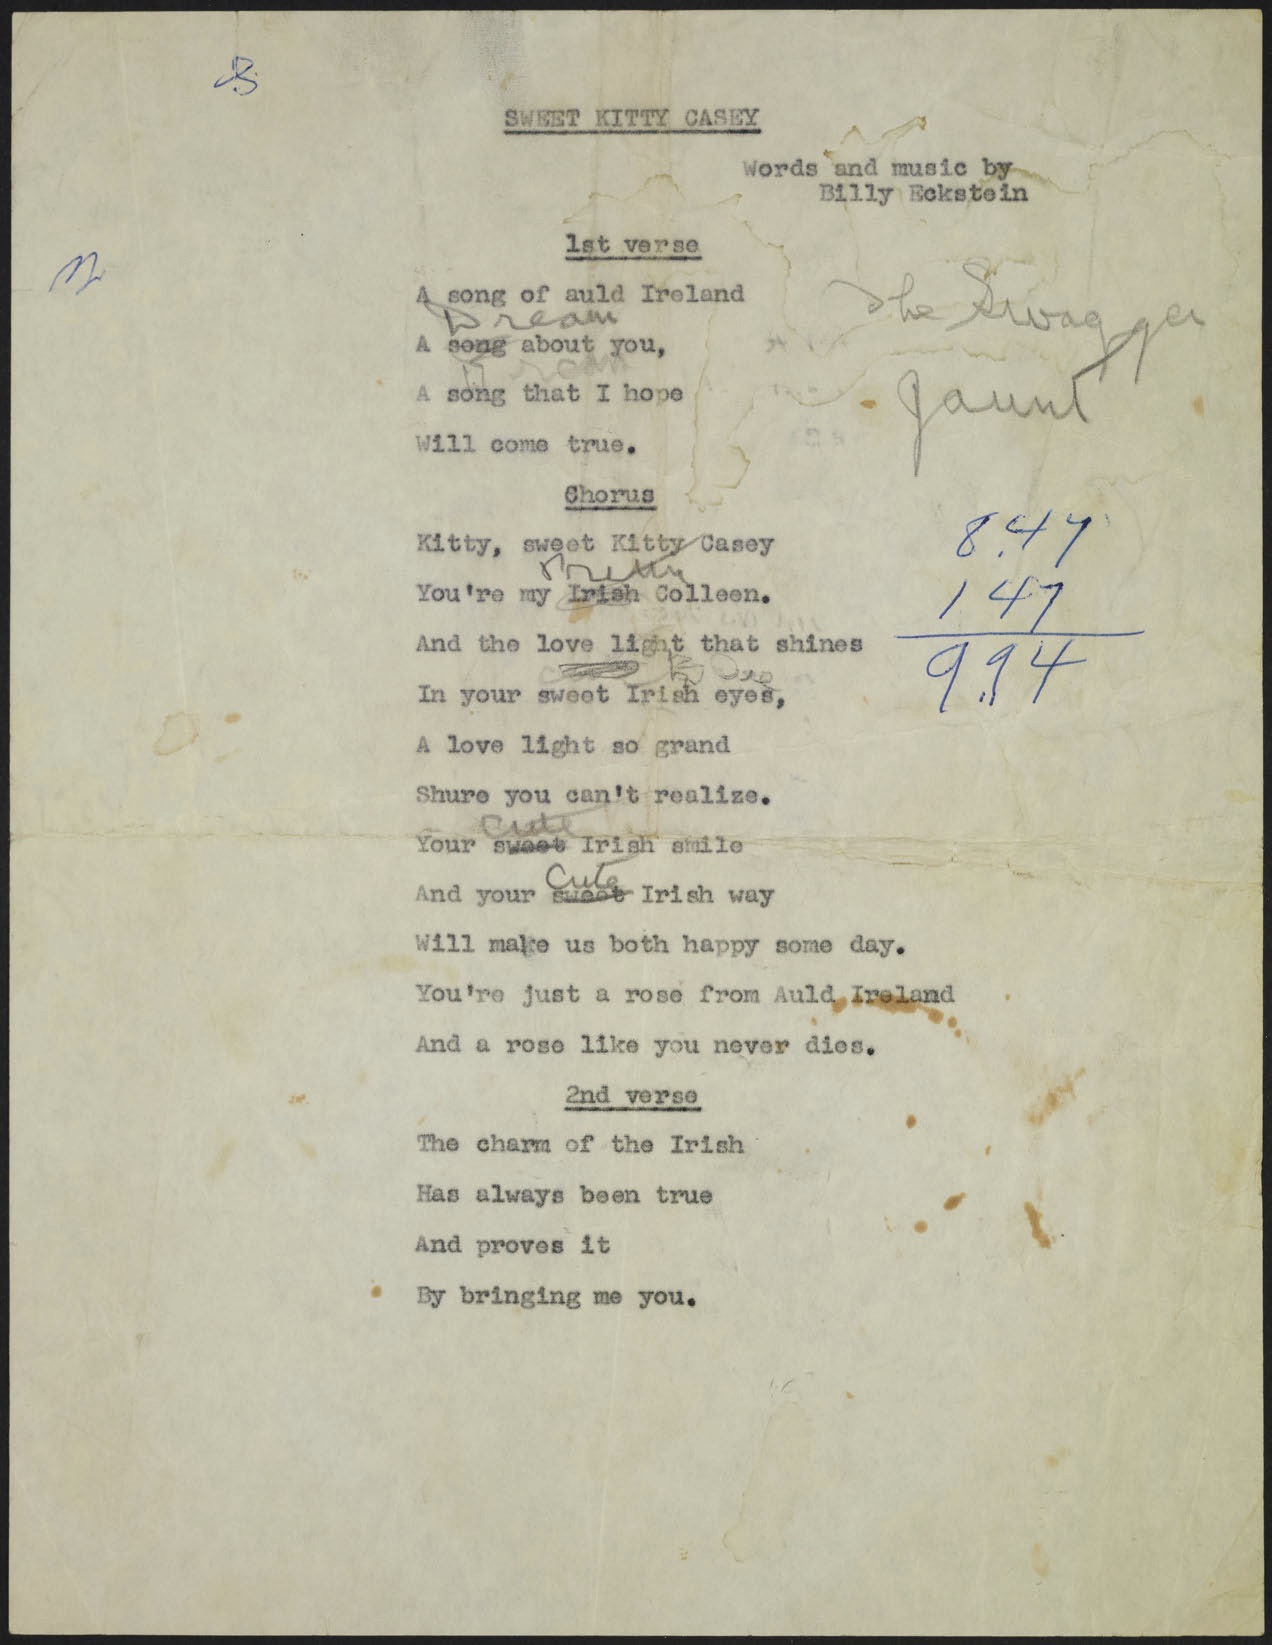 SWEET KITTY CASEY
Words and music by
Billy Eckstein
1st verse
A song of auld Ireland
The Swagger
Dream
A song about you,
Dream
Jaunt
A song that I hope
Will come true.
Chorus
Kitty, sweet Kitty Casey
8.47
Pretty
You're my Irish Colleen.
147
And the love light that shines
9.94
In your sweet Irish eyes,
A love light so grand
Shure you can't realize.
Cute
Your sweet Irish smile
Cute
And your sweet Irish way
Will make us both happy some day.
You're just a rose from Auld Ireland
And a rose like you never dies.
2nd verse
The charm of the Irish
Has always been true
And proves it
By bringing me you.